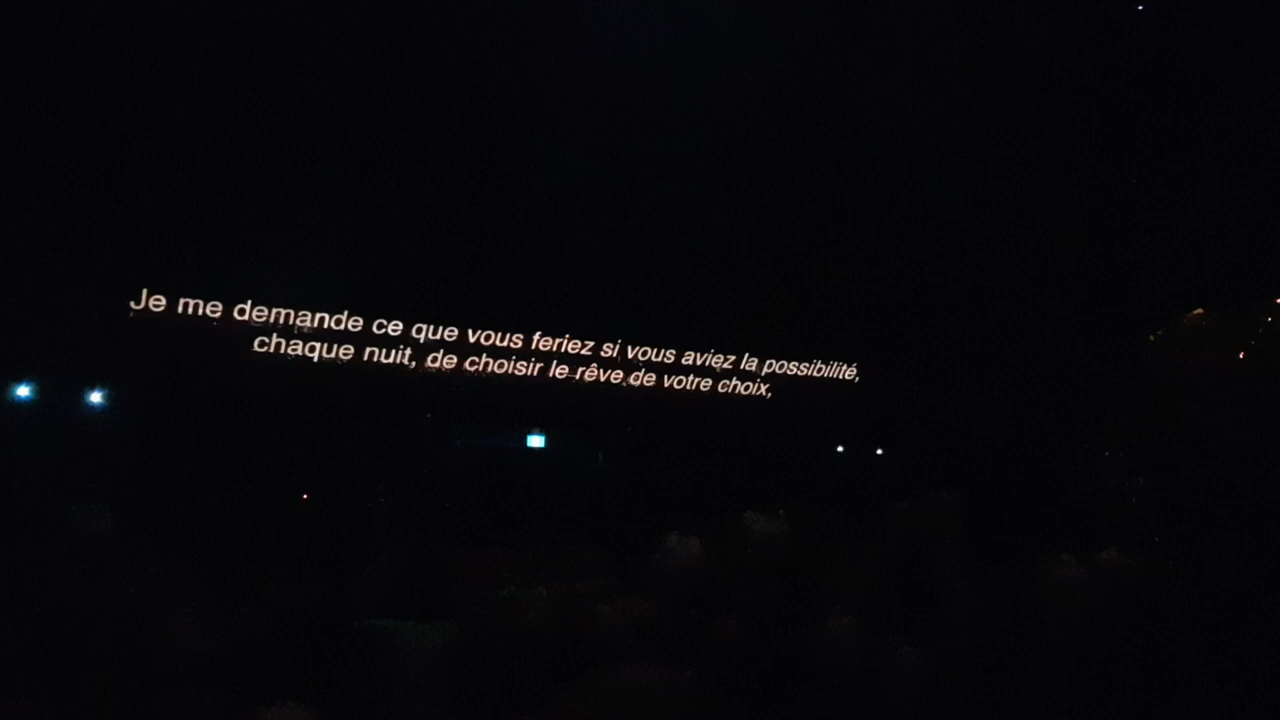 Je me demande ce que vous feriez si vous aviez la possibilité,
chaque nuit, de choisir le rêve de votre choix,